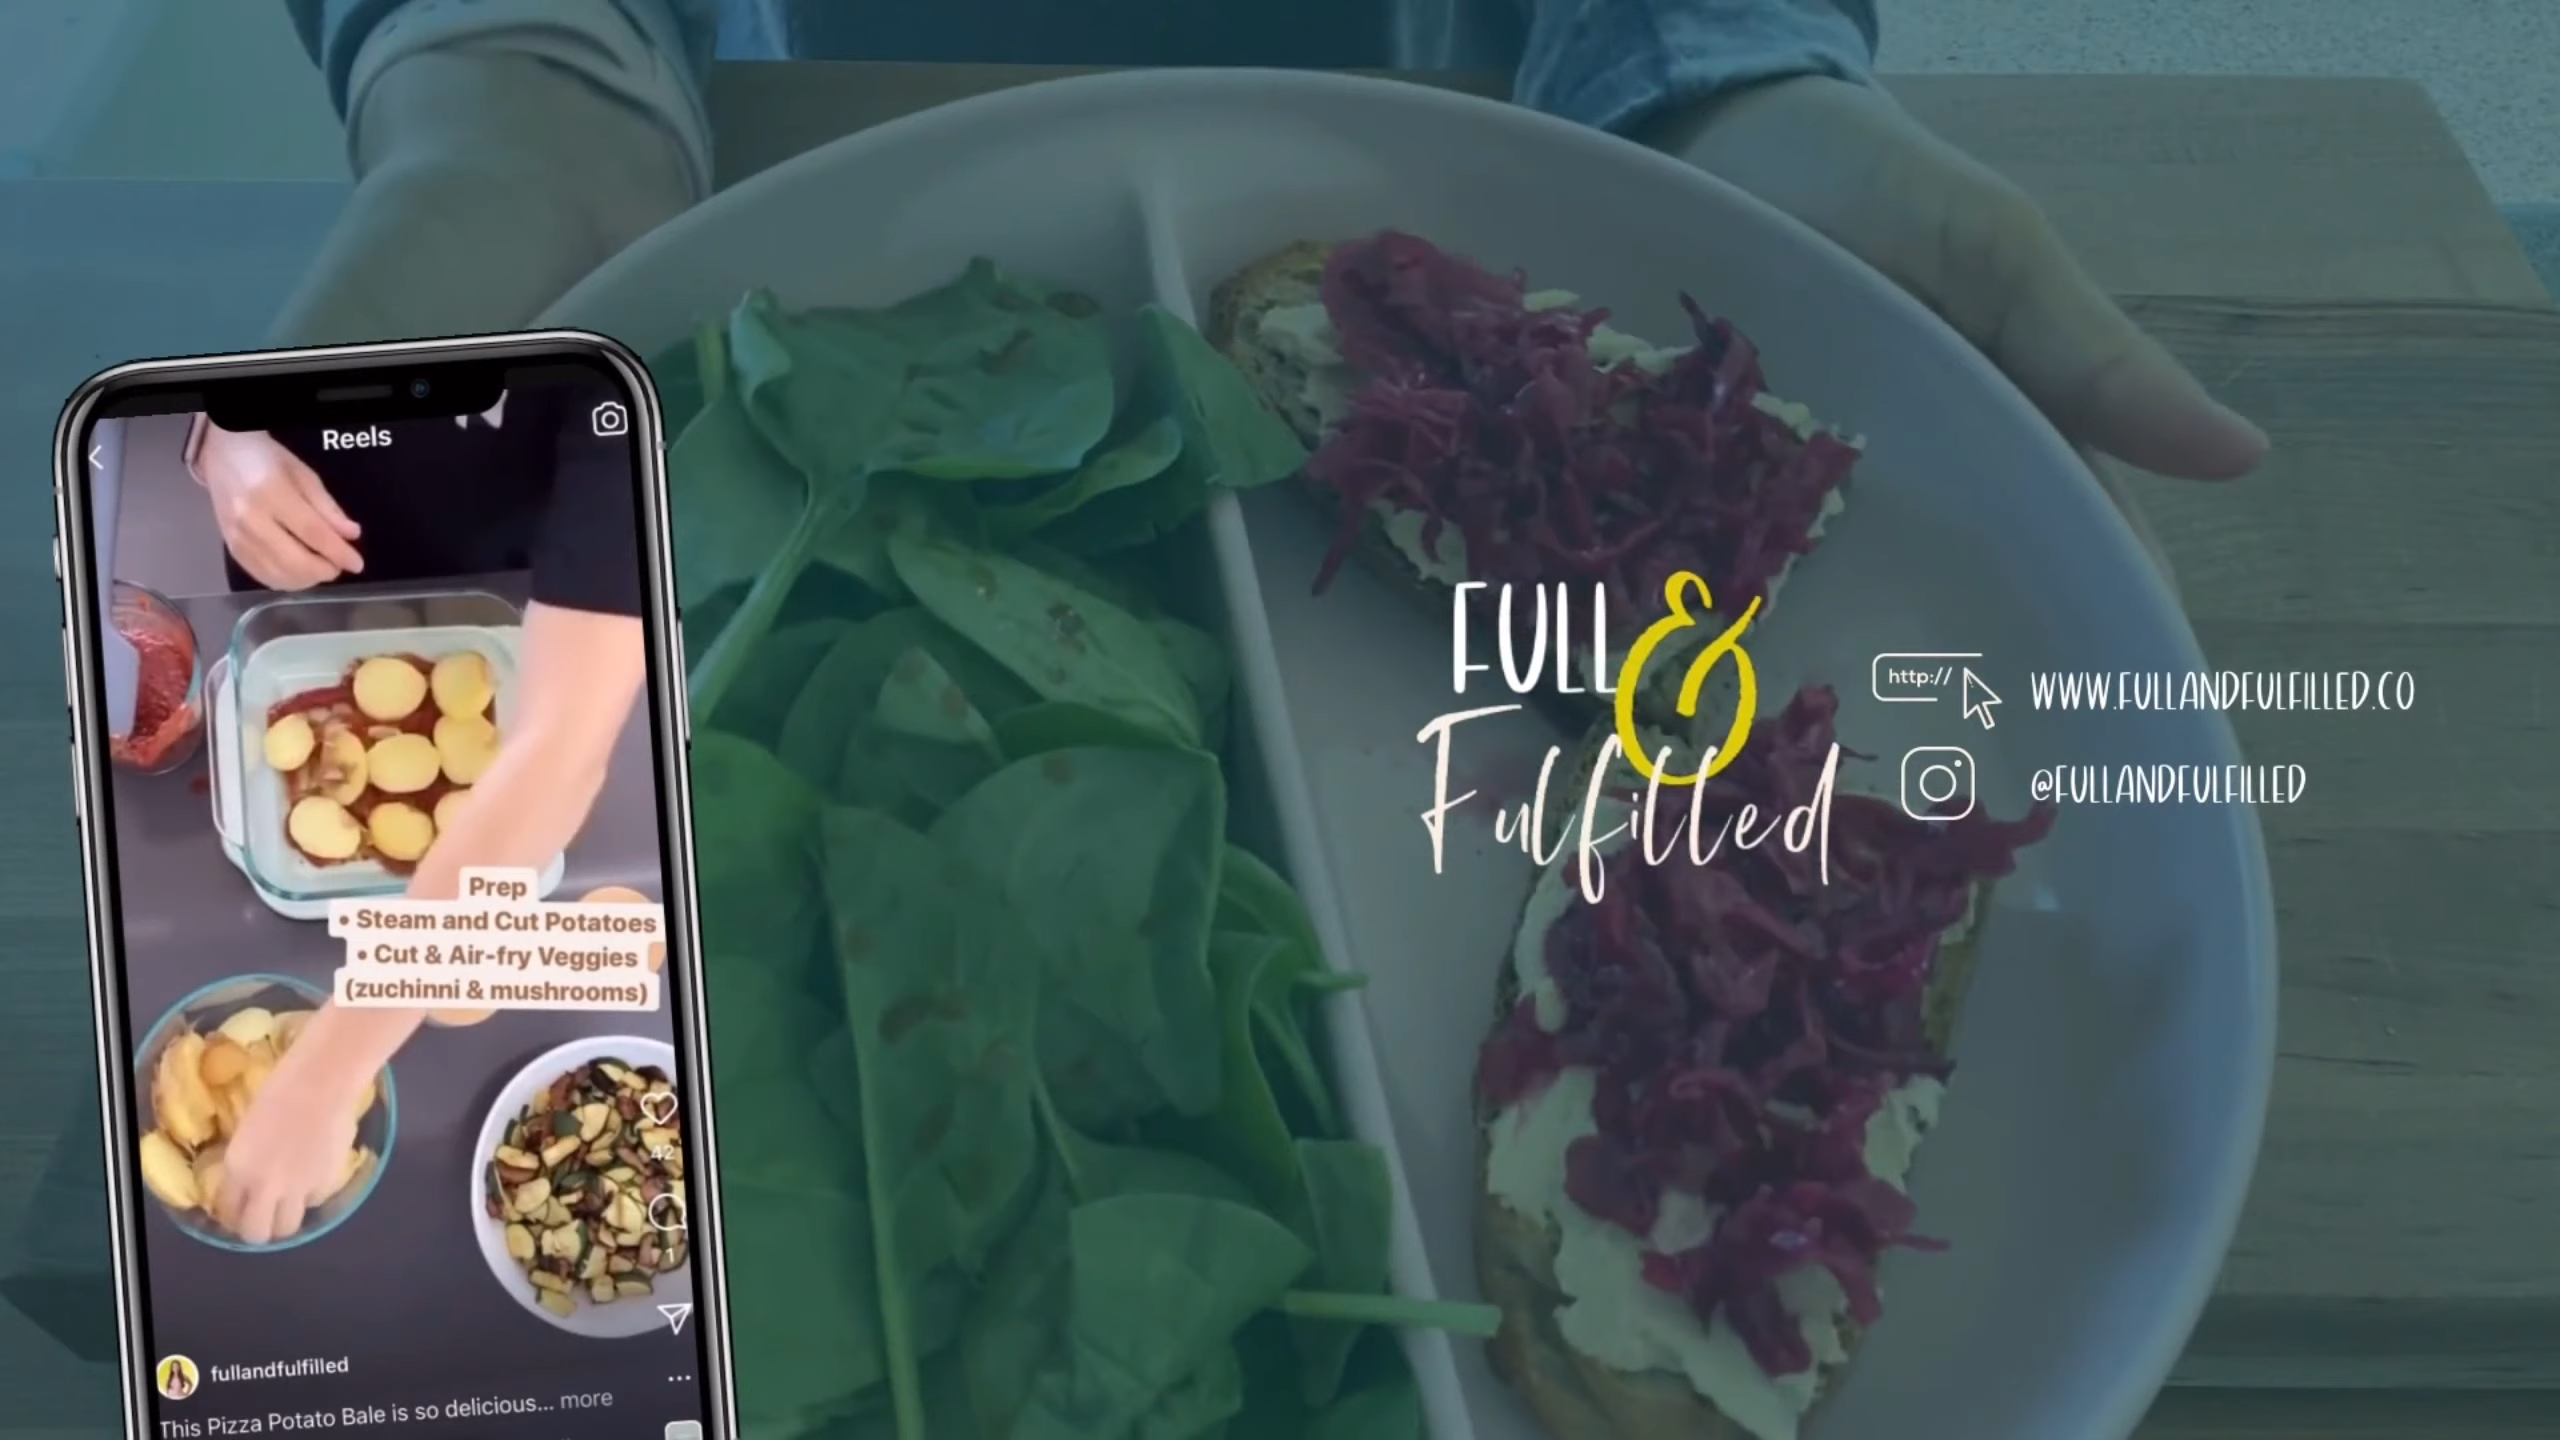 Reels
Prep
• Steam and Cut Potatoes
• Cut & Air-fry Veggies
(zuchinni & mushrooms)
42
1
fullandfulfilled
This Pizza Potato Bale is so delicious... more
FULL &
Fulfilled
http://
WWW.FULLANDFULFILLED.CO
@FULLANDFULFILLED